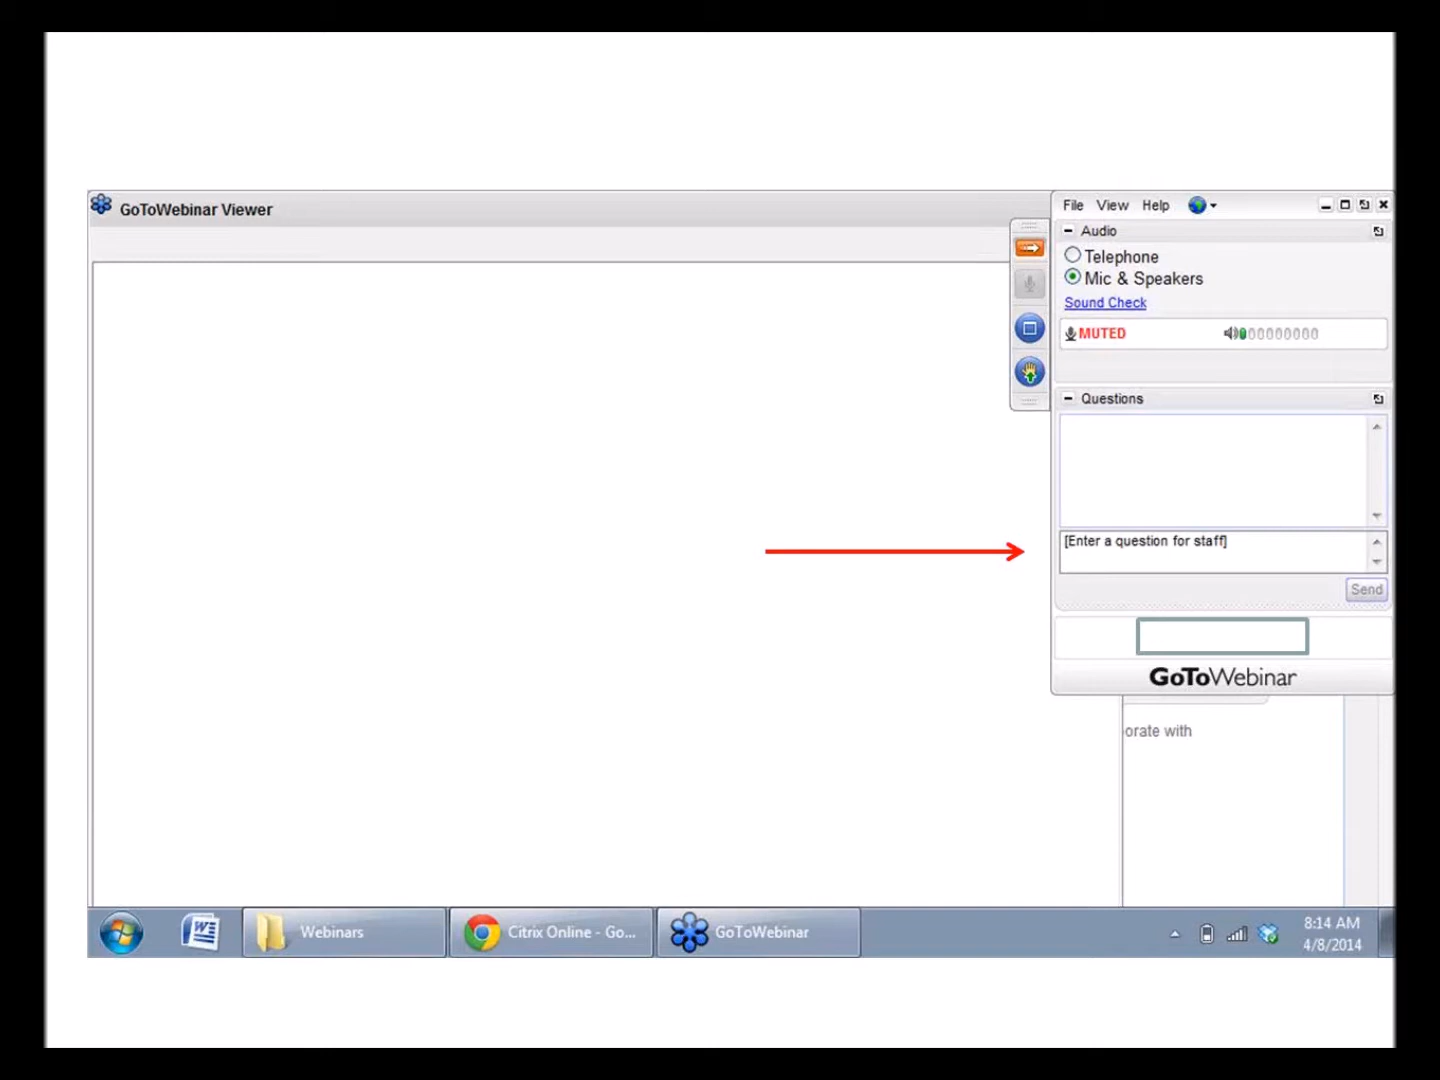 GoToWebinar Viewer
File View Help
Audio
Telephone
Mic & Speakers
Sound Check
MUTED
Questions
[Enter a question for staff]
Send
GoToWebinar
orate with
Webinars
Citrix Online - Go...
GoToWebinar
8:14 AM
4/8/2014